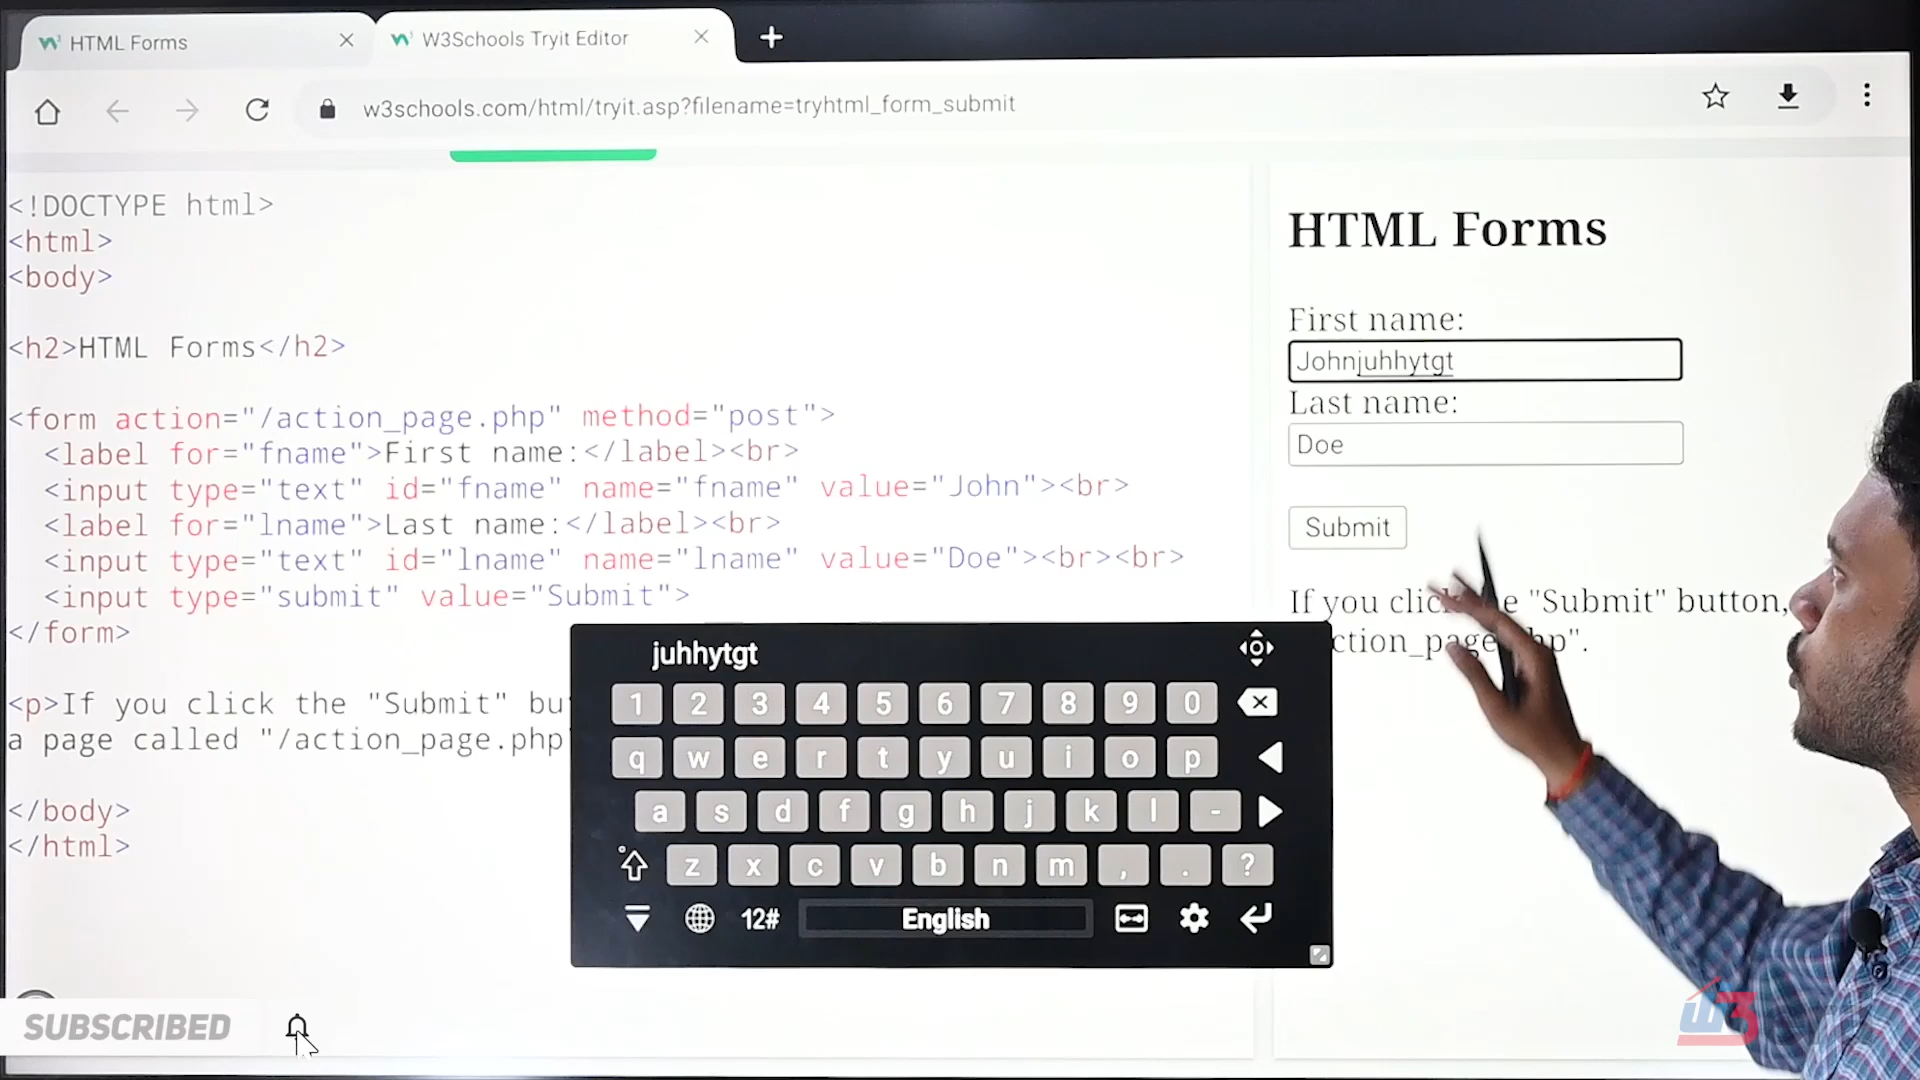 HTML Forms
W3Schools Tryit Editor
w3schools.com/html/tryit.asp?filename=tryhtml_form_submit
<!DOCTYPE html>
<html>
<body>
<h2>HTML Forms</h2>
<form action="/action_page.php" method="post">
<label for="fname">First name:</label><br>
<input type="text" id="fname" name="fname" value="John"><br>
<label for="lname">Last name:</label><br>
<input type="text" id="lname" name="lname" value="Doe"><br><br>
<input type="submit" value="Submit">
</form>
<p>If you click the "Submit"
a page called "/action_page.php
</body>
</html>
HTML Forms
First name:
Johnjuhhytgt
Last name:
Doe
Submit
If you "Submit" button,
juhhytgt
1 2 3 4 5 6 7 8 9 0
q w e r t y u i o p
a s d f g h j k l -
z x c v b n m , . ?
12# English
SUBSCRIBED
W3